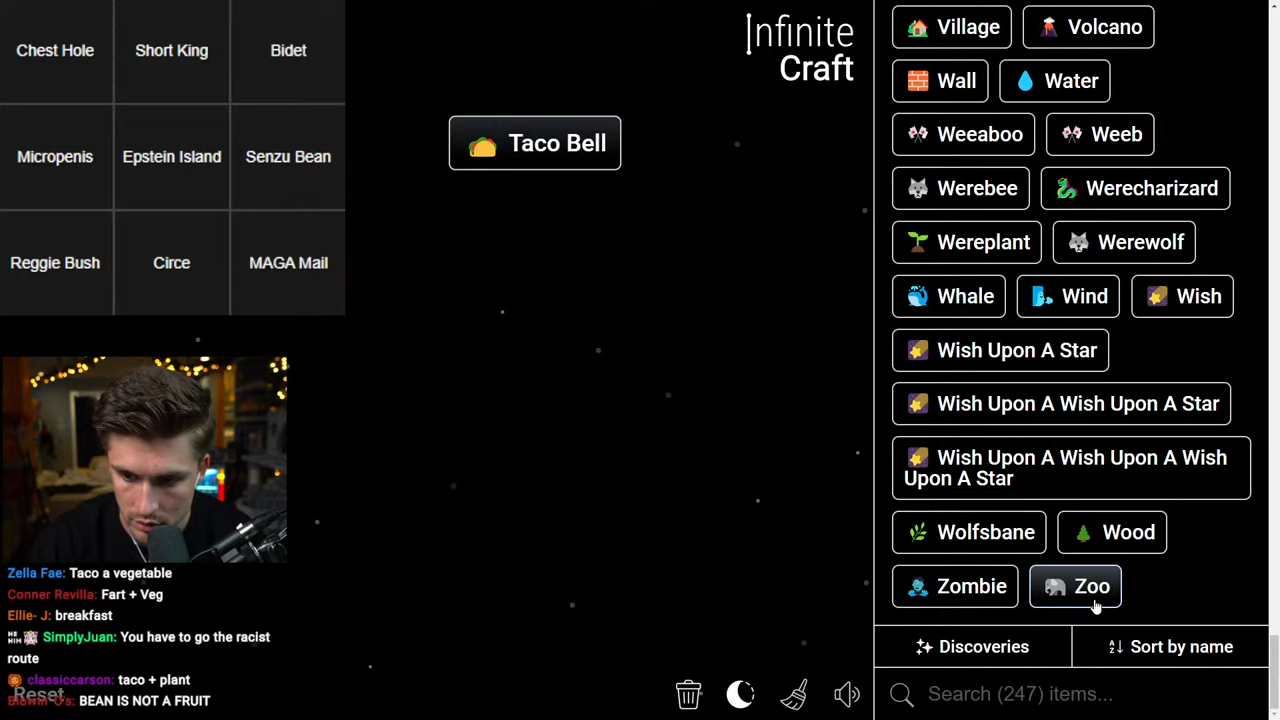 Chest Hole
Short King
Bidet
Micropenis
Epstein Island
Senzu Bean
Reggie Bush
Circe
MAGA Mail
Infinite
Craft
Taco Bell
Village
Volcano
Wall
Water
Weeaboo
Weeb
Werebee
Werecharizard
Wereplant
Werewolf
Whale
Wind
Wish
Wish Upon A Star
Wish Upon A Wish Upon A Star
Wish Upon A Wish Upon A Wish
Upon A Star
Wolfsbane
Wood
Zombie
Zoo
Discoveries
Sort by name
Search (247) items...
Zella Fae: Taco a vegetable
Conner Revilla: Fart + Veg
Ellie- J: breakfast
HE HIM SimplyJuan: You have to go the racist
route
classiccarson: taco + plant
Blowin O's: BEAN IS NOT A FRUIT
Reset